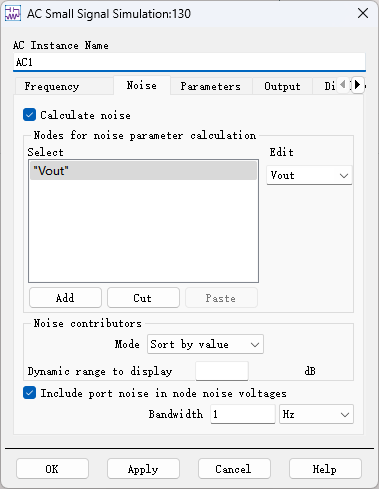 AC Small Signal Simulation:130
AC Instance Name
AC1
Frequency Noise Parameters Output Di
Calculate noise
Nodes for noise parameter calculation
Select Edit
"Vout" Vout
Add Cut Paste
Noise contributors
Mode Sort by value
Dynamic range to display dB
Include port noise in node noise voltages
Bandwidth 1 Hz
OK Apply Cancel Help